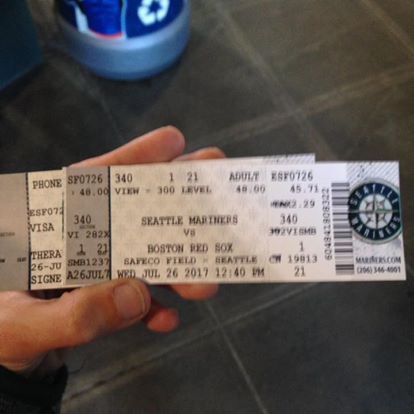 PHONE
ESF072
VISA
THERA
26-JU
SIGNE
SF0726
48.00
340
SECTION
VI 282X
1 21
SMB1237
A26JUL7
340 1 21 ADULT ESF0726
VIEW = 300 LEVEL 48.00 45.71
2.29
SEATTLE MARINERS 340
VS
BOSTON RED SOX 1
SAFECO FIELD - SEATTLE CW 19813
WED JUL 26 2017 12:40 PM 21
SEATTLE
MARINERS
MARINERS.COM
(206) 346-4001